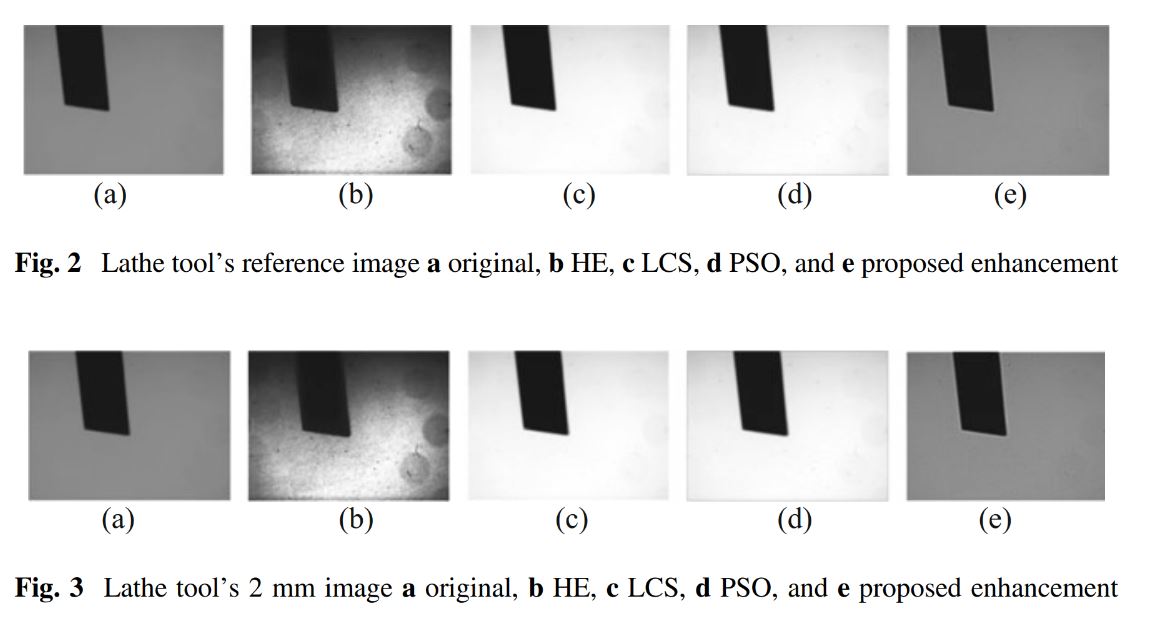 (a) (b) (c) (d) (e)
Fig. 2 Lathe tool's reference image a original, b HE, c LCS, d PSO, and e proposed enhancement
(a) (b) (c) (d) (e)
Fig. 3 Lathe tool's 2 mm image a original, b HE, c LCS, d PSO, and e proposed enhancement